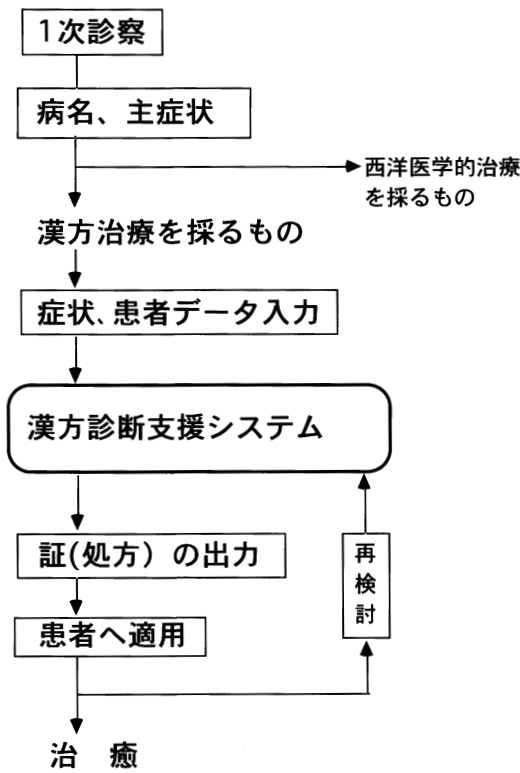 1次診察
病名、主症状
西洋医学的治療
を採るもの
漢方治療を採るもの
症状、患者データ入力
漢方診断支援システム
証(処方）の出力
再検討
患者へ適用
治　癒